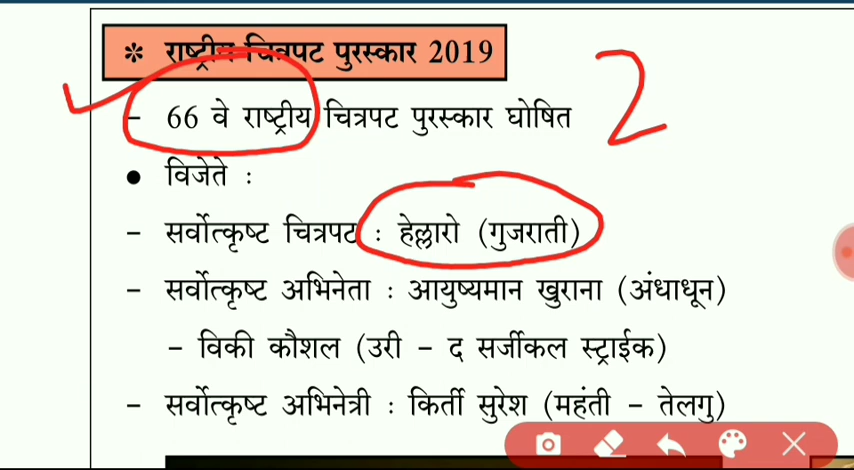 * राष्ट्रीय चित्रपट पुरस्कार 2019
- 66 वे राष्ट्रीय चित्रपट पुरस्कार घोषित
2
● विजेते :
- सर्वोत्कृष्ट चित्रपट : हेल्लारो (गुजराती)
- सर्वोत्कृष्ट अभिनेता : आयुष्यमान खुराना (अंधाधून)
- विकी कौशल (उरी - द सर्जीकल स्ट्राईक)
- सर्वोत्कृष्ट अभिनेत्री : किर्ती सुरेश (महंती - तेलगु)